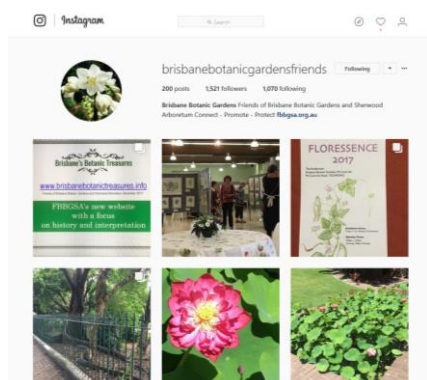 Instagram
Search
brisbanebotanicgardensfriends Following
200 posts 1,521 followers 1,070 following
Brisbane Botanic Gardens Friends of Brisbane Botanic Gardens and Sherwood
Arboretum Connect - Promote - Protect fbbgsa.org.au
Brisbane's Botanic Treasures
www.brisbanebotanictreasures.info
FBBGSA's new website
with a focus
on history and interpretation
FLORESSENCE
2017